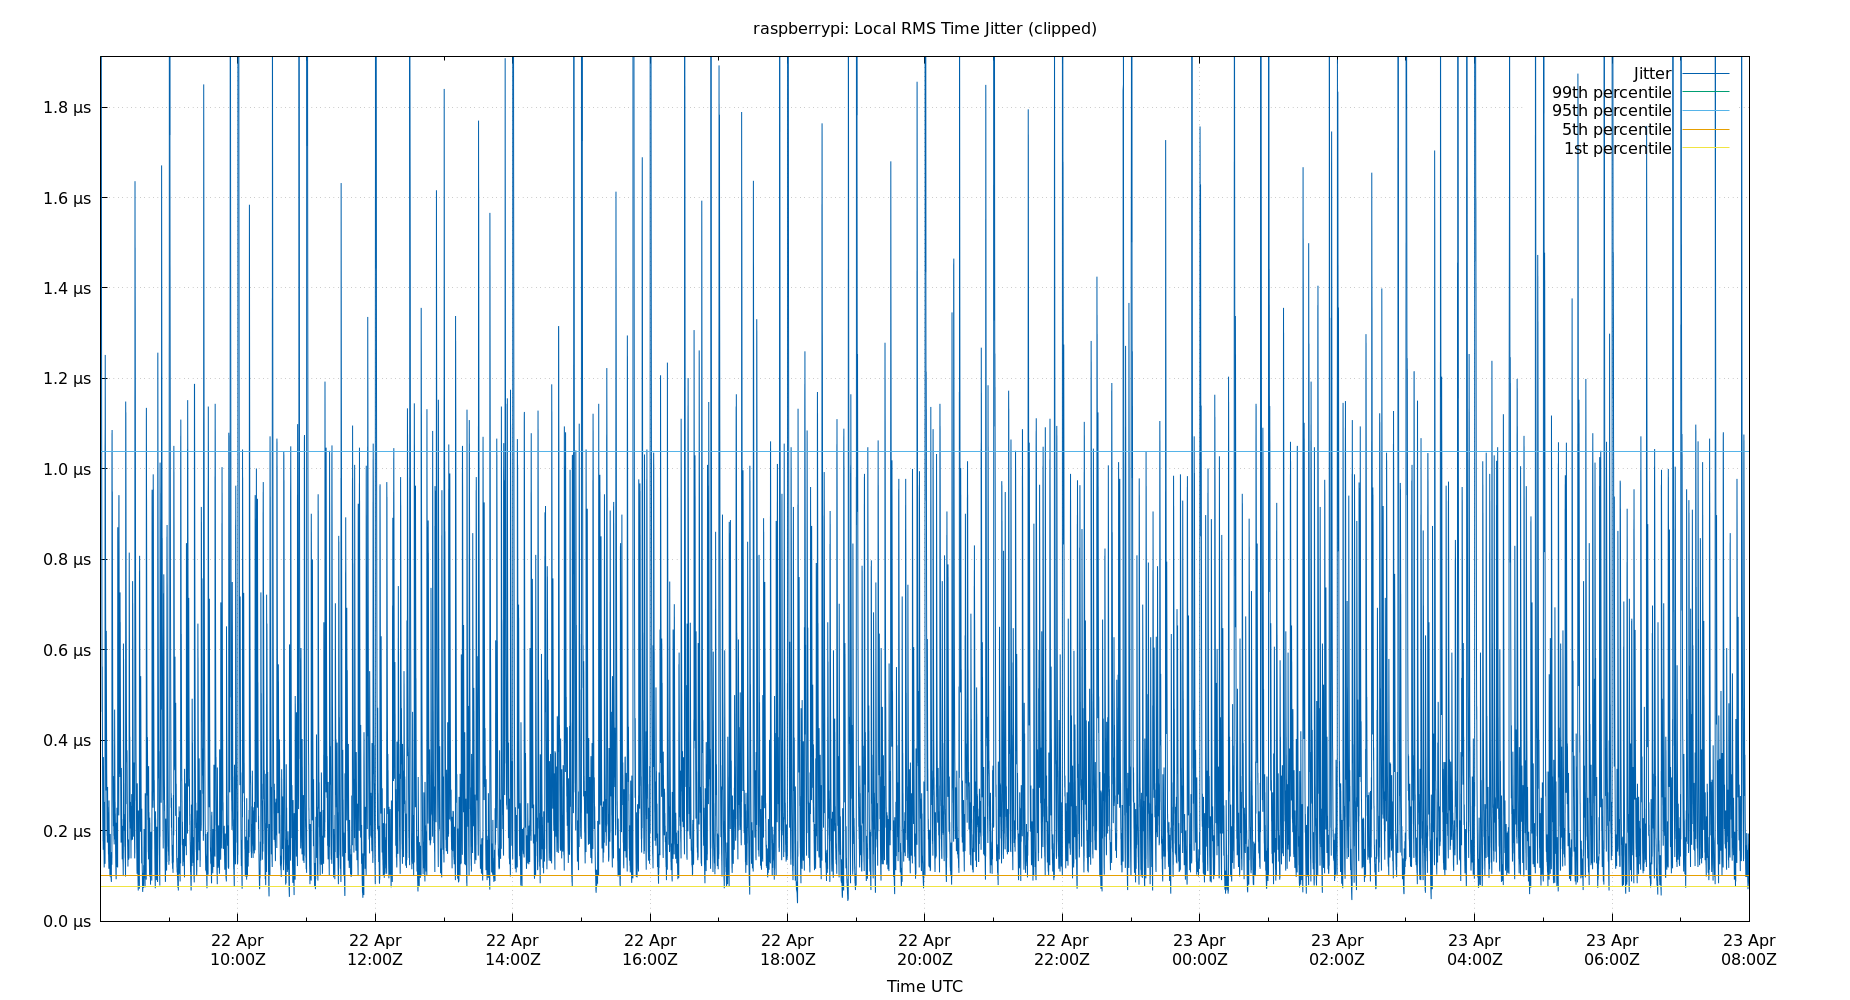 raspberrypi: Local RMS Time Jitter (clipped)
Jitter
99th percentile
95th percentile
5th percentile
1st percentile
1.8 μs
1.6 μs
1.4 μs
1.2 μs
1.0 μs
0.8 μs
0.6 μs
0.4 μs
0.2 μs
0.0 μs
22 Apr 22 Apr 22 Apr 22 Apr 22 Apr 22 Apr 22 Apr 23 Apr 23 Apr 23 Apr 23 Apr 23 Apr
10:00Z 12:00Z 14:00Z 16:00Z 18:00Z 20:00Z 22:00Z 00:00Z 02:00Z 04:00Z 06:00Z 08:00Z
Time UTC